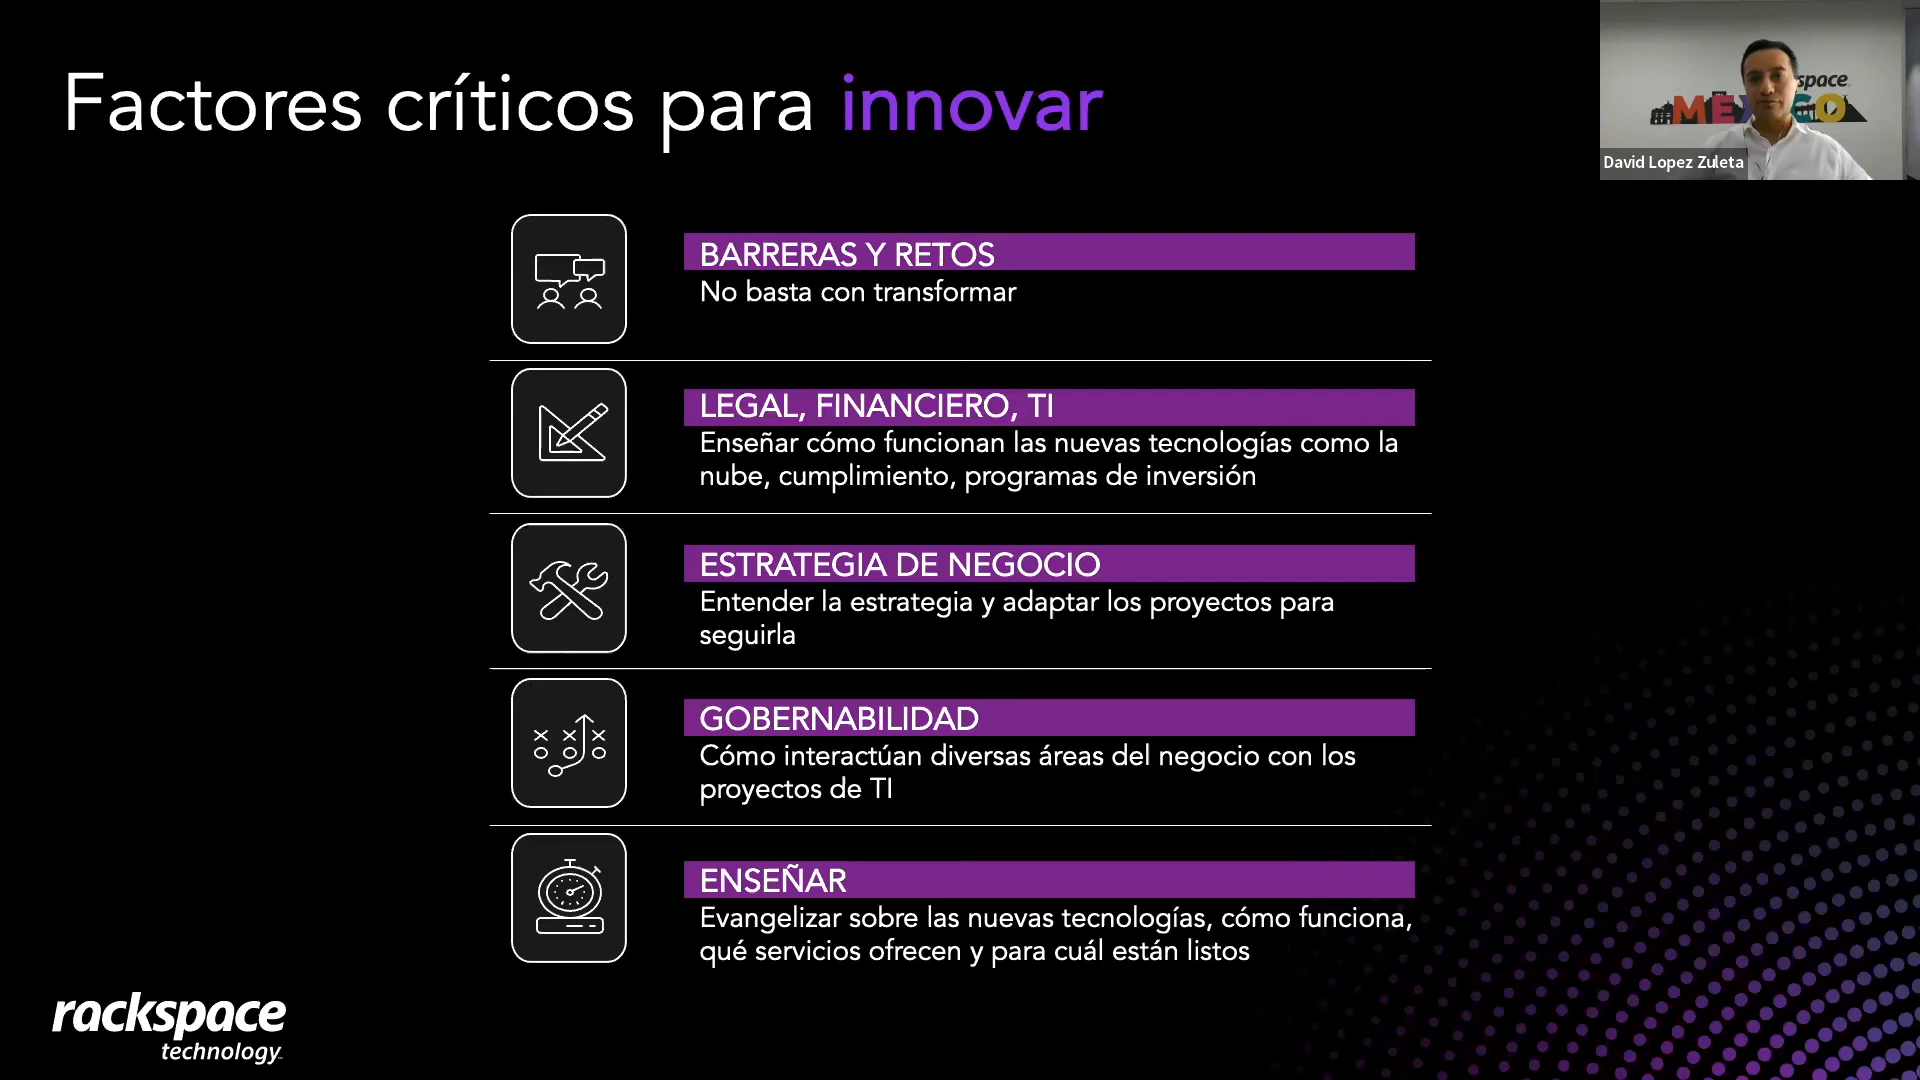 Factores críticos para innovar
space
MEXICO
David Lopez Zuleta
BARRERAS Y RETOS
No basta con transformar
LEGAL, FINANCIERO, TI
Enseñar cómo funcionan las nuevas tecnologías como la
nube, cumplimiento, programas de inversión
ESTRATEGIA DE NEGOCIO
Entender la estrategia y adaptar los proyectos para
seguirla
GOBERNABILIDAD
Cómo interactúan diversas áreas del negocio con los
proyectos de TI
ENSEÑAR
Evangelizar sobre las nuevas tecnologías, cómo funciona,
qué servicios ofrecen y para cuál están listos
rackspace
technology